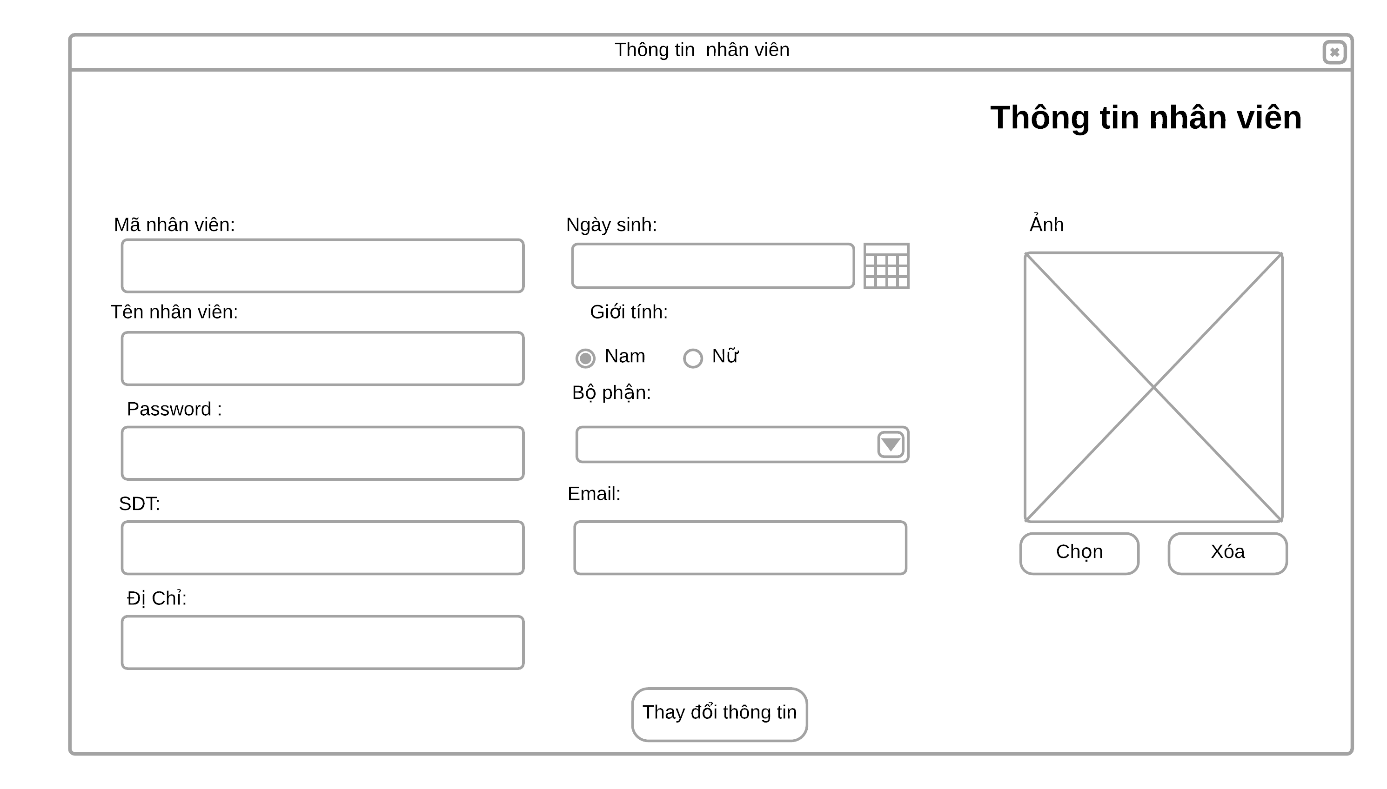 Thông tin  nhân viên
Thông tin nhân viên
Mã nhân viên:
Tên nhân viên:
Password :
SDT:
Đị Chỉ:
Ngày sinh:
Giới tính:
Nam Nữ
Bộ phận:
Email:
Ảnh
Chọn Xóa
Thay đổi thông tin